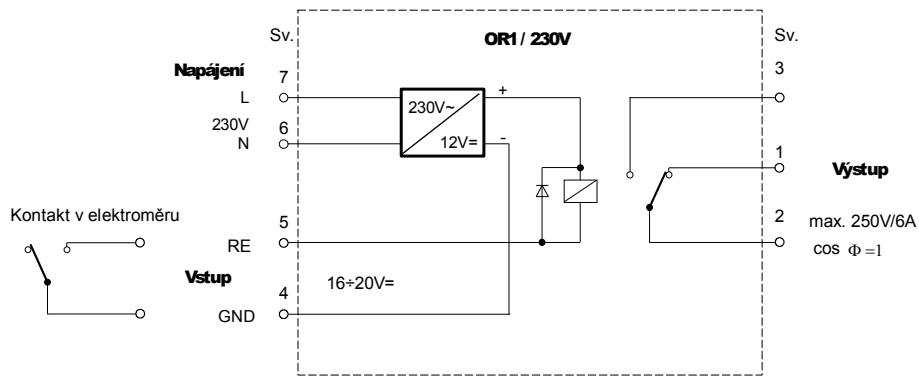 Sv.
OR1 / 230V
Sv.
Napájení
7
3
L
+
230V~
230V
6
N
12V=
-
1
Výstup
Kontakt v elektroměru
5
2
max. 250V/6A
RE
cos Φ =1
Vstup
4
16÷20V=
GND